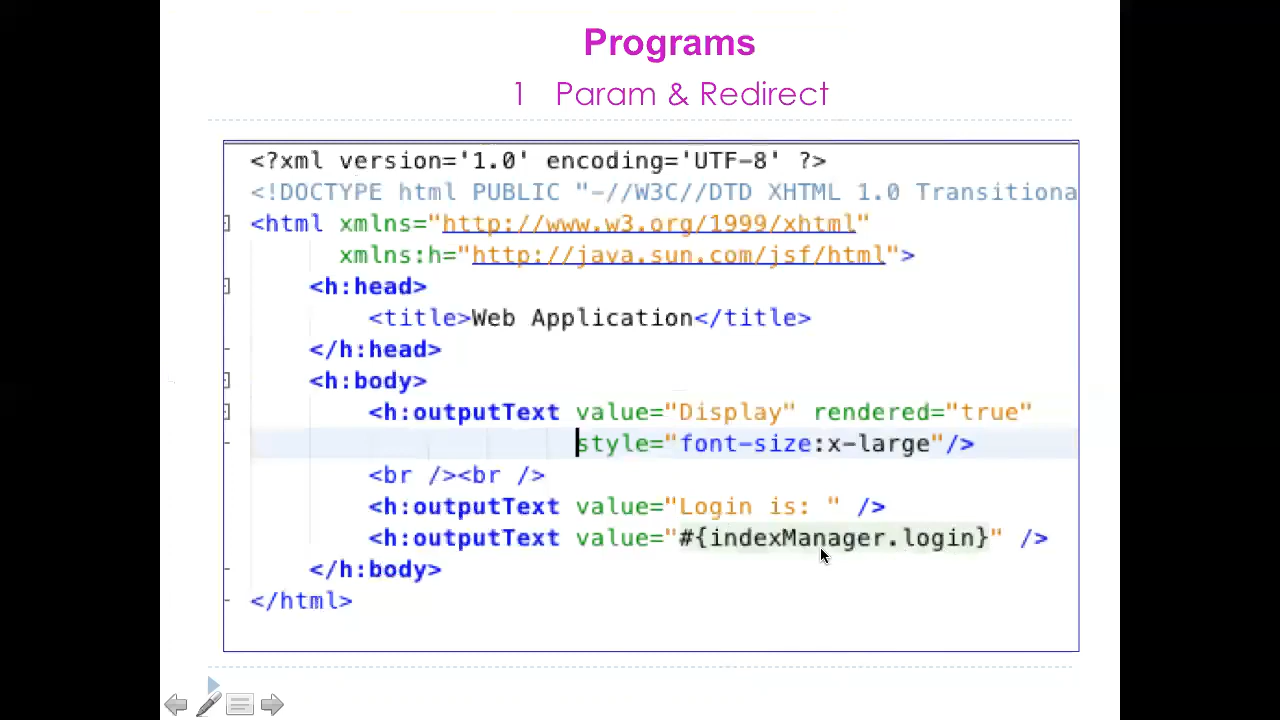 Programs
1 Param & Redirect
<?xml version='1.0' encoding='UTF-8' ?>
<!DOCTYPE html PUBLIC "-//W3C//DTD XHTML 1.0 Transitiona
<html xmlns="http://www.w3.org/1999/xhtml"
xmlns:h="http://java.sun.com/jsf/html">
<h:head>
<title>Web Application</title>
</h:head>
<h:body>
<h:outputText value="Display" rendered="true"
style="font-size:x-large"/>
<br /><br />
<h:outputText value="Login is: " />
<h:outputText value="#{indexManager.login}" />
</h:body>
</html>